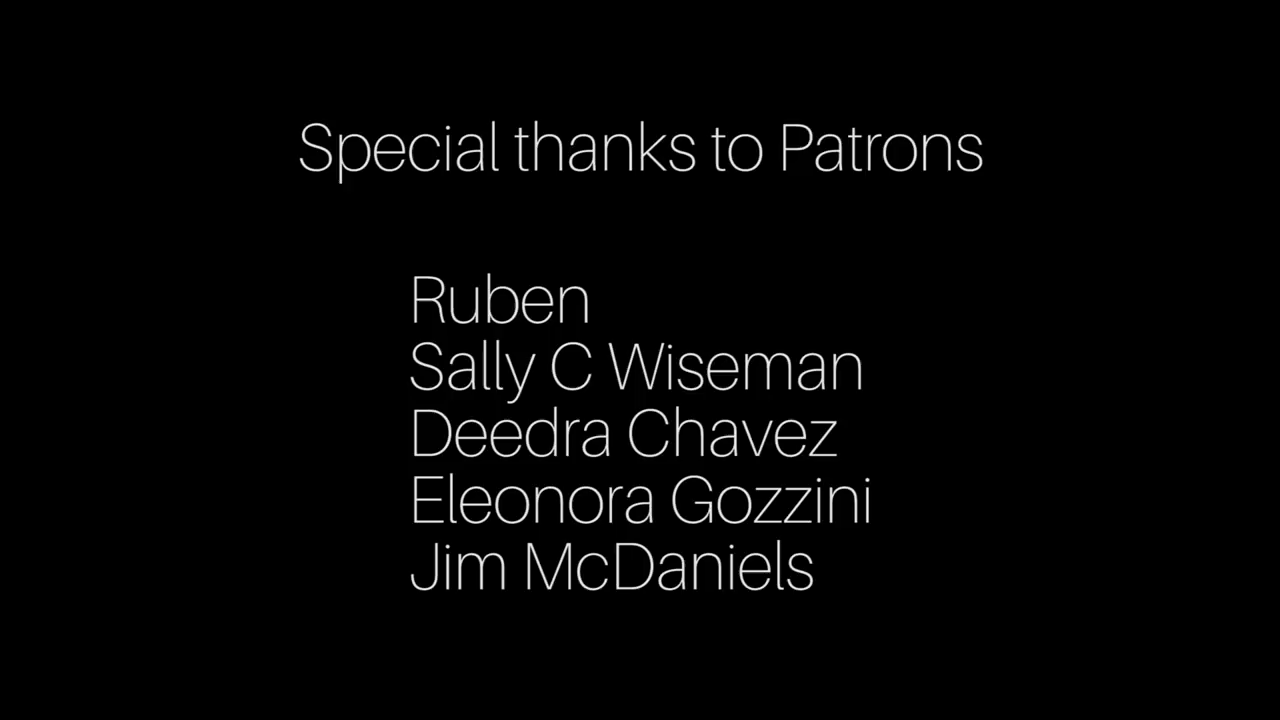 Special thanks to Patrons
Ruben
Sally C Wiseman
Deedra Chavez
Eleonora Gozzini
Jim McDaniels